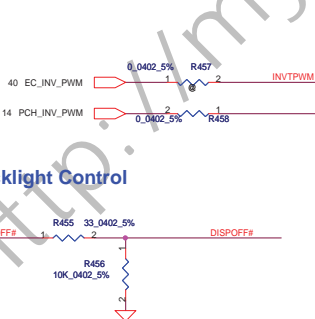 0_0402_5% R457
40 EC_INV_PWM 1 2 INVTPWM
@
14 PCH_INV_PWM 2 1
0_0402_5% R458
klight Control
R455 33_0402_5%
FF# 1 2 DISPOFF#
1
R456
10K_0402_5%
2